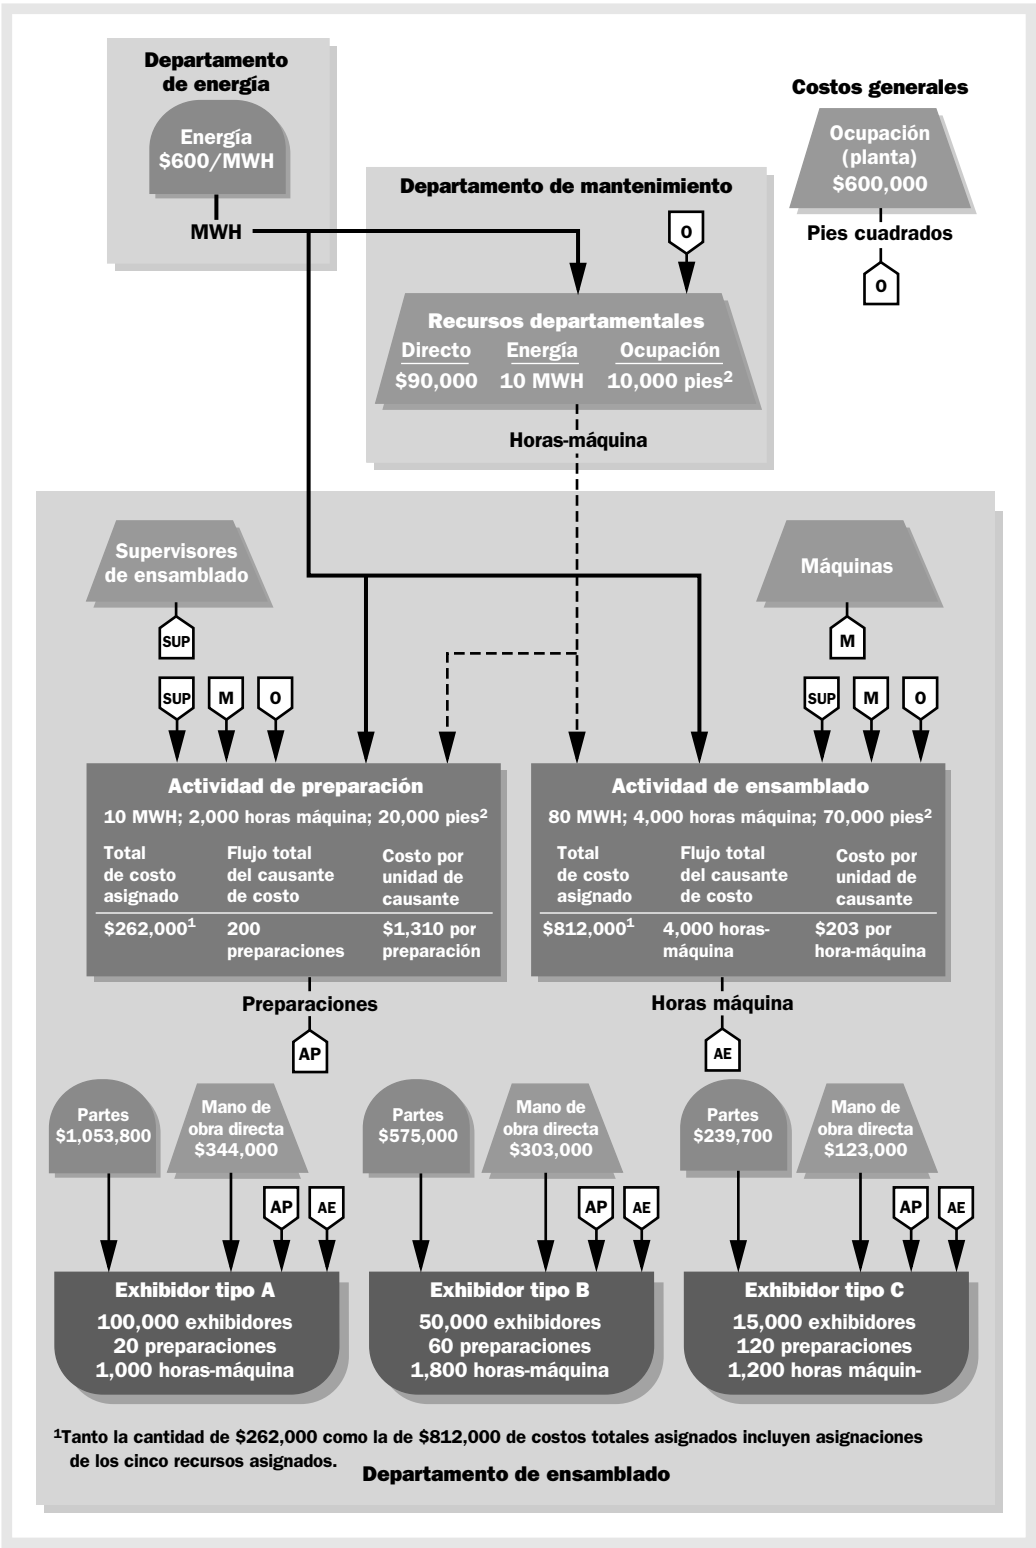 Departamento
de energía
Energía
$600/MWH
MWH
Costos generales
Ocupación
(planta)
$600,000
Pies cuadrados
O
Departamento de mantenimiento
O
Recursos departamentales
Directo Energía Ocupación
$90,000 10 MWH 10,000 pies²
Horas-máquina
Supervisores
de ensamblado
SUP
Máquinas
M
SUP M O
SUP M O
Actividad de preparación
10 MWH; 2,000 horas máquina; 20,000 pies²
Total Flujo total Costo por
de costo del causante unidad de
asignado de costo causante
$262,000¹ 200 $1,310 por
preparaciones preparación
Preparaciones
AP
Actividad de ensamblado
80 MWH; 4,000 horas máquina; 70,000 pies²
Total Flujo total Costo por
de costo del causante unidad de
asignado de costo causante
$812,000¹ 4,000 horas- $203 por
máquina hora-máquina
Horas máquina
AE
Partes
$1,053,800
Mano de
obra directa
$344,000
AP AE
Partes
$575,000
Mano de
obra directa
$303,000
AP AE
Partes
$239,700
Mano de
obra directa
$123,000
AP AE
Exhibidor tipo A
100,000 exhibidores
20 preparaciones
1,000 horas-máquina
Exhibidor tipo B
50,000 exhibidores
60 preparaciones
1,800 horas-máquina
Exhibidor tipo C
15,000 exhibidores
120 preparaciones
1,200 horas máquin-
¹Tanto la cantidad de $262,000 como la de $812,000 de costos totales asignados incluyen asignaciones
de los cinco recursos asignados.
Departamento de ensamblado